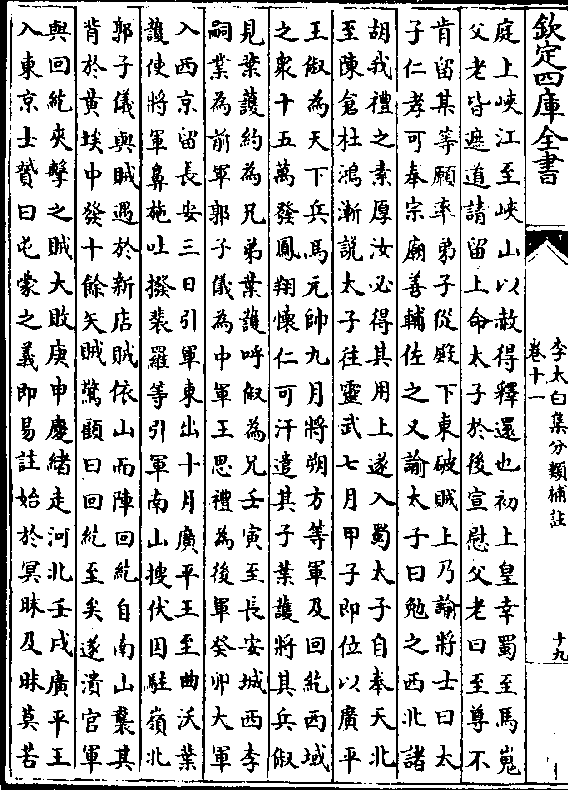 欽定四庫全書
李太白集分類補註
卷十一
十九
庭上峽江至峽山以赦得釋還也初上皇幸蜀至馬嵬
父老皆遮道請留上命太子於後宣慰父老曰至尊不
肯留某等願率弟子從殿下東破賊上乃諭將士曰太
子仁孝可奉宗廟善輔佐之又諭太子曰勉之西北諸
胡我禮之素厚汝必得其用上遂入蜀太子自奉天北
至陳倉杜鴻漸說太子往靈武七月甲子即位以廣平
王俶為天下兵馬元帥九月將朔方等軍及回紇西域
之衆十五萬發鳳翔懷仁可汗遣其子葉護將其兵俶
見葉護約為兄弟葉護呼俶為兄壬寅至長安城西李
嗣業為前軍郭子儀為中軍王思禮為後軍癸卯大軍
入西京留長安三日引軍東出十月廣平王至曲沃葉
護使將軍鼻施吐撥裴羅等引軍南山搜伏因駐嶺北
郭子儀與賊遇於新店賊依山而陣回紇自南山襲其
背於黄埃中發十餘矢賊驚顧曰回紇至矣遂潰官軍
與回紇夾擊之賊大敗庚申慶緒走河北壬戌廣平王
入東京士贇曰屯蒙之義即易註始於冥昧及昧莫若